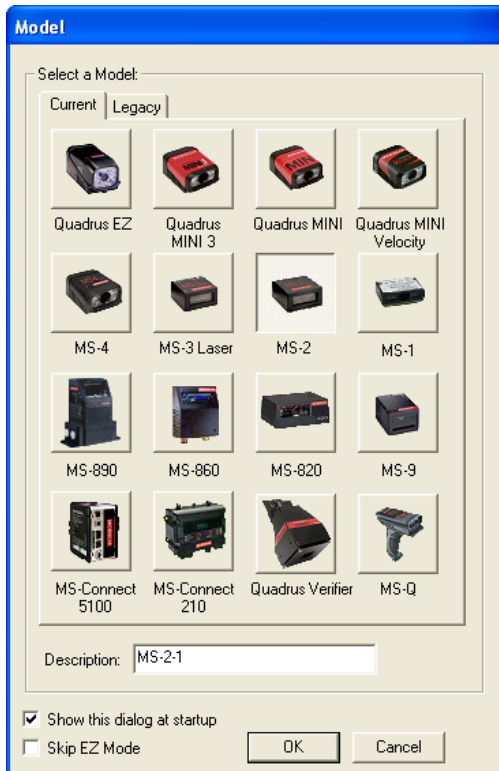 Model
Select a Model:
Current
Legacy
Quadrus EZ
Quadrus
MINI 3
Quadrus MINI
Quadrus MINI
Velocity
MS-4
MS-3 Laser
MS-2
MS-1
MS-890
MS-860
MS-820
MS-9
MS-Connect
5100
MS-Connect
210
Quadrus Verifier
MS-Q
Description: MS-2-1
Show this dialog at startup
Skip EZ Mode
OK
Cancel